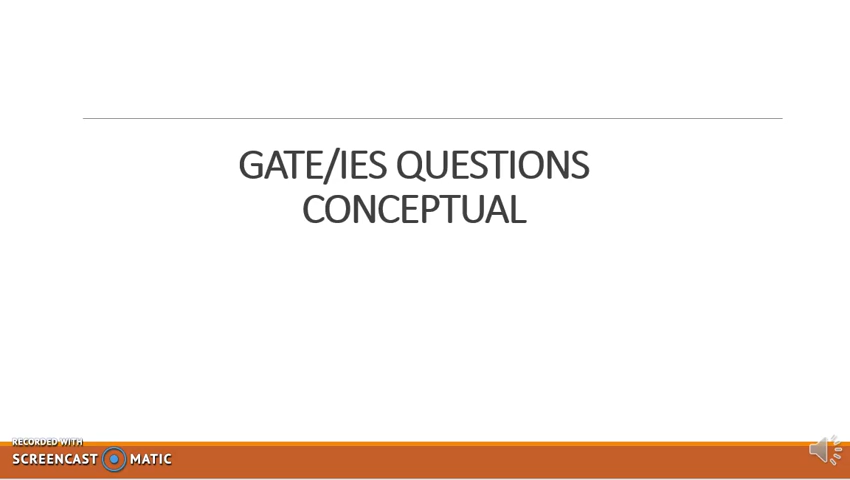 GATE/IES QUESTIONS
CONCEPTUAL
RECORDED WITH
SCREENCAST MATIC